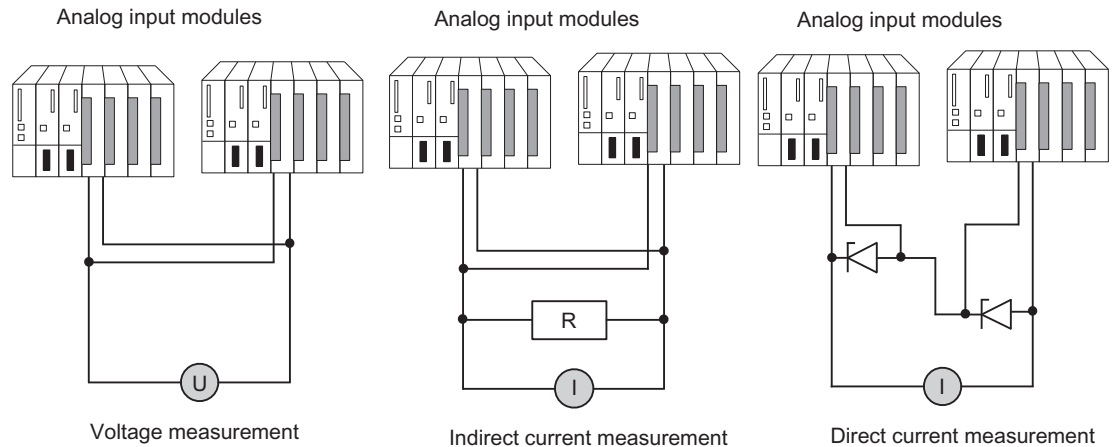 Analog input modules
Analog input modules
Analog input modules
R
U
I
I
Voltage measurement
Indirect current measurement
Direct current measurement